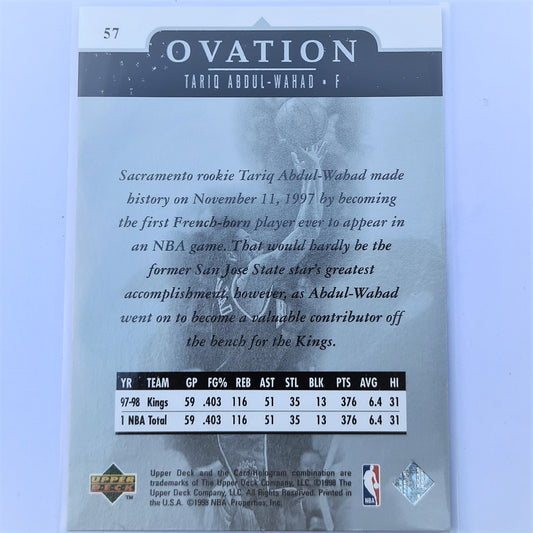 57
OVATION
TARIQ ABDUL-WAHAD • F
Sacramento rookie Tariq Abdul-Wahad made
history on November 11, 1997 by becoming
the first French-born player ever to appear in
an NBA game. That would hardly be the
former San Jose State star's greatest
accomplishment, however, as Abdul-Wahad
went on to become a valuable contributor off
the bench for the Kings.
YR TEAM GP FG% REB AST STL BLK PTS AVG HI
97-98 Kings 59 .403 116 51 35 13 376 6.4 31
1 NBA Total 59 .403 116 51 35 13 376 6.4 31
Upper Deck and the Card/Hologram combination are
trademarks of The Upper Deck Company, LLC. ©1998 The
Upper Deck Company, LLC. All Rights Reserved. Printed in
the U.S.A. ©1998 NBA Properties, Inc.
UPPER
DECK
TM
NBA